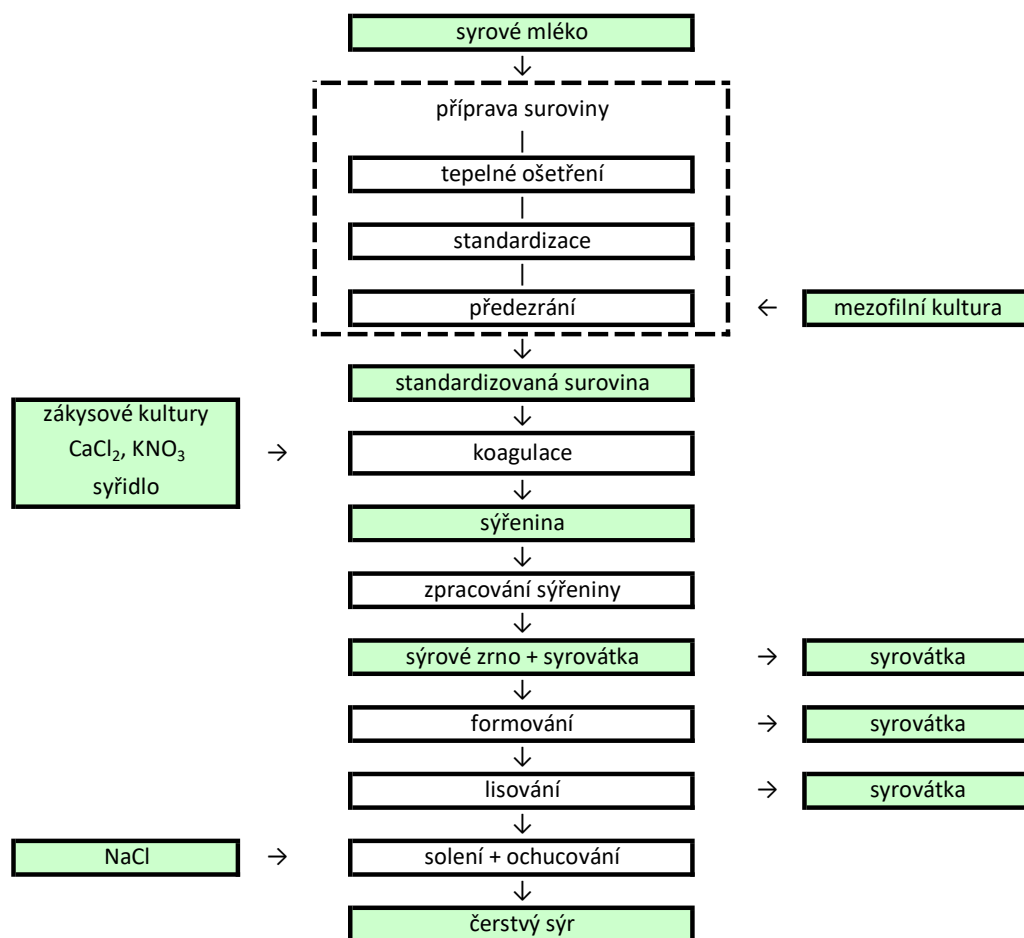 syrové mléko
↓
příprava suroviny
|
tepelné ošetření
|
standardizace
|
předezrání
←
mezofilní kultura
↓
standardizovaná surovina
↓
zákysové kultury
CaCl₂, KNO₃
syřidlo
→
koagulace
↓
sýřenina
↓
zpracování sýřeniny
↓
sýrové zrno + syrovátka
→
syrovátka
↓
formování
→
syrovátka
↓
lisování
→
syrovátka
↓
NaCl
→
solení + ochucování
↓
čerstvý sýr